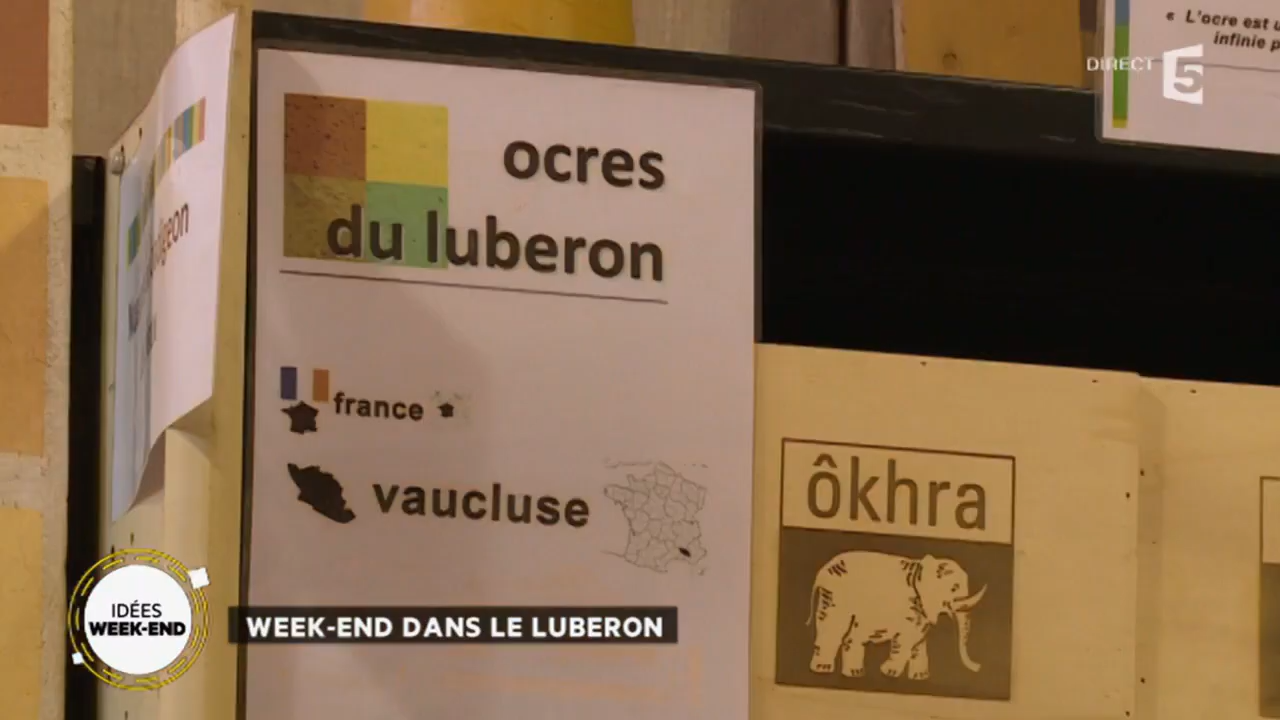 « L'ocre est
infinie
DIRECT 5
ocres
du luberon
france
vaucluse
ôkhra
IDÉES
WEEK-END
WEEK-END DANS LE LUBERON